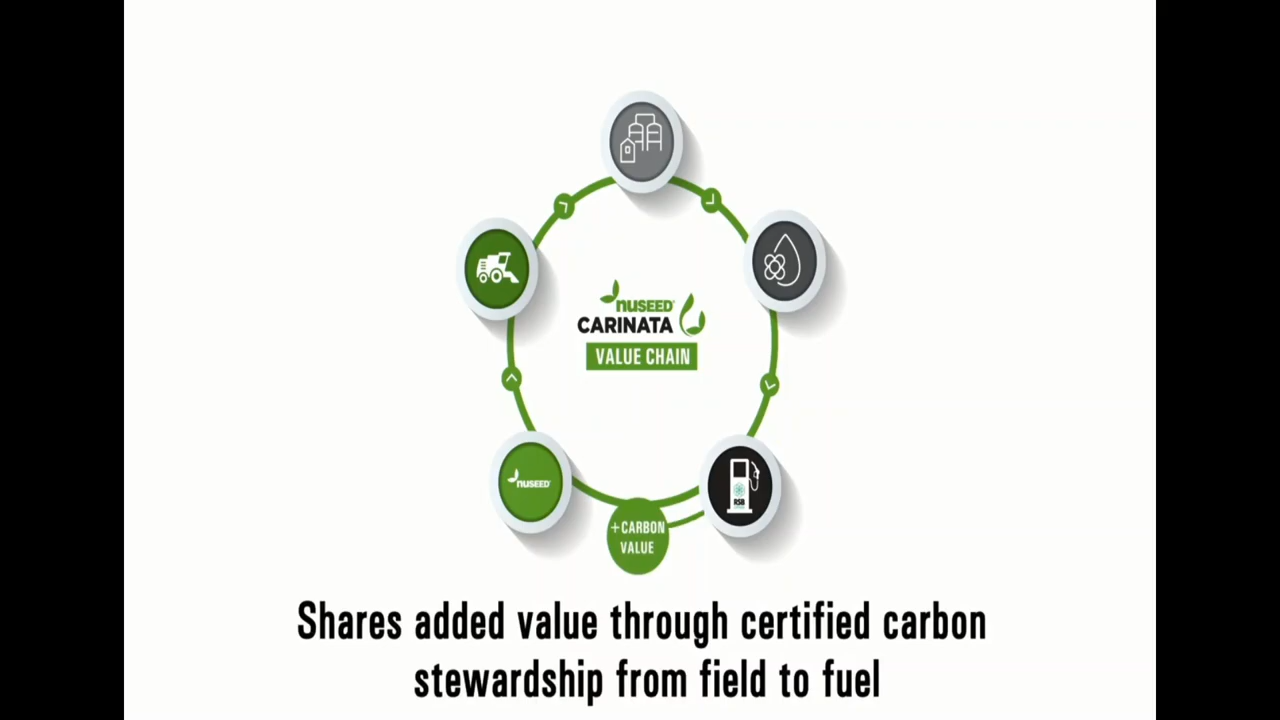 nuseed
CARINATA
VALUE CHAIN
nuseed
RSB
+CARBON
VALUE
Shares added value through certified carbon
stewardship from field to fuel